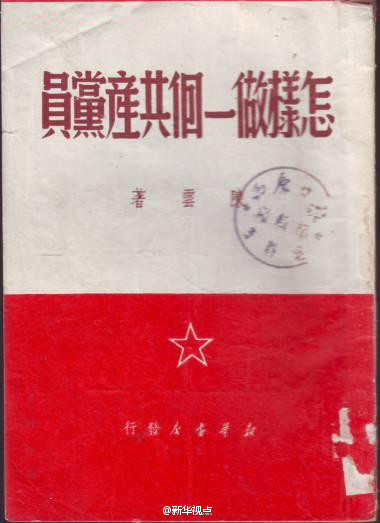 怎樣做一個共產黨員
陳雲著
新華書店發行
@新华视点